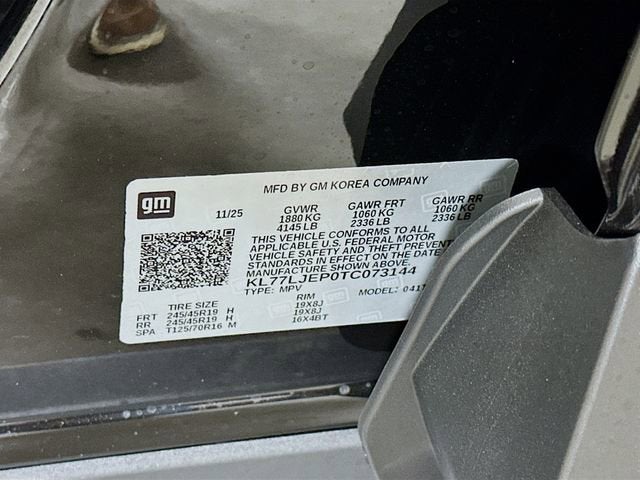 MFD BY GM KOREA COMPANY
gm
11/25 GVWR GAWR FRT GAWR RR
1880 KG 1060 KG 1060 KG
4145 LB 2336 LB 2336 LB
THIS VEHICLE CONFORMS TO ALL
APPLICABLE U.S. FEDERAL MOTOR
VEHICLE SAFETY AND THEFT PREVENT
STANDARDS IN EFFECT ON THE DATE
MANUFACTURE SHOWN ABOVE.
KL77LJEP0TC073144
TYPE: MPV MODEL: 041T
TIRE SIZE RIM
FRT 245/45R19 H 19X8J
RR 245/45R19 H 19X8J
SPA T125/70R16 M 16X4BT